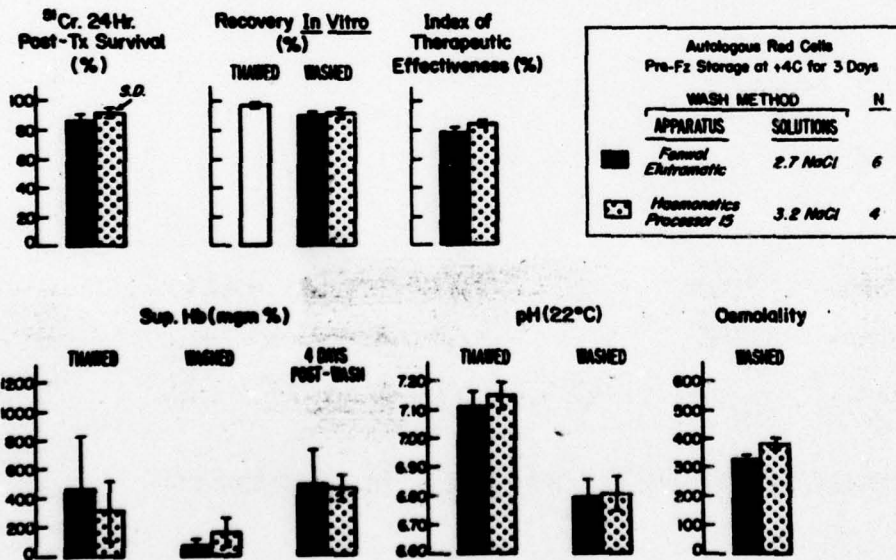 51Cr. 24Hr.
Post-Tx Survival
(%)
S.D.
100
80
60
40
20
0
Recovery In Vitro
(%)
THAWED
WASHED
Index of
Therapeutic
Effectiveness (%)
Autologous Red Cells
Pre-Fz Storage at +4C for 3 Days
WASH METHOD N
APPARATUS SOLUTIONS
Fenwal
Elutramatic 2.7 NaCl 6
Haemonetics
Processor 15 3.2 NaCl 4
Sup. Hb (mgm %)
THAWED
WASHED
4 DAYS
POST-WASH
1200
1000
800
600
400
200
0
pH (22°C)
THAWED
WASHED
7.20
7.10
7.00
6.90
6.80
6.70
6.60
Osmolality
WASHED
600
500
400
300
200
100
0